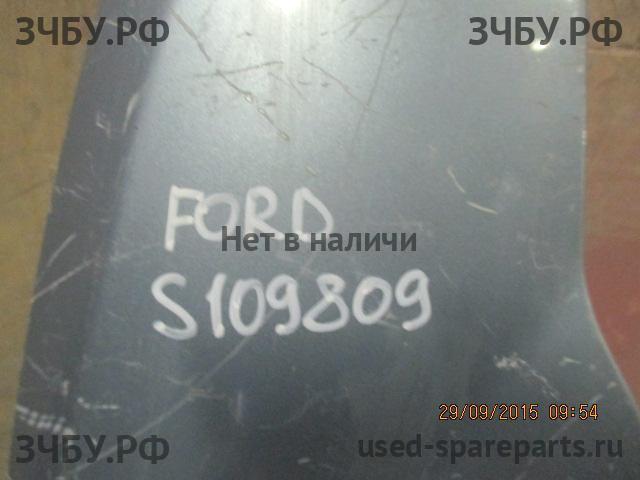 ЗЧБУ.РФ
ЗЧБУ.РФ
FORD
Нет в наличи
S109809
29/09/2015 09:54
ЗЧБУ.РФ
used-spareparts.ru